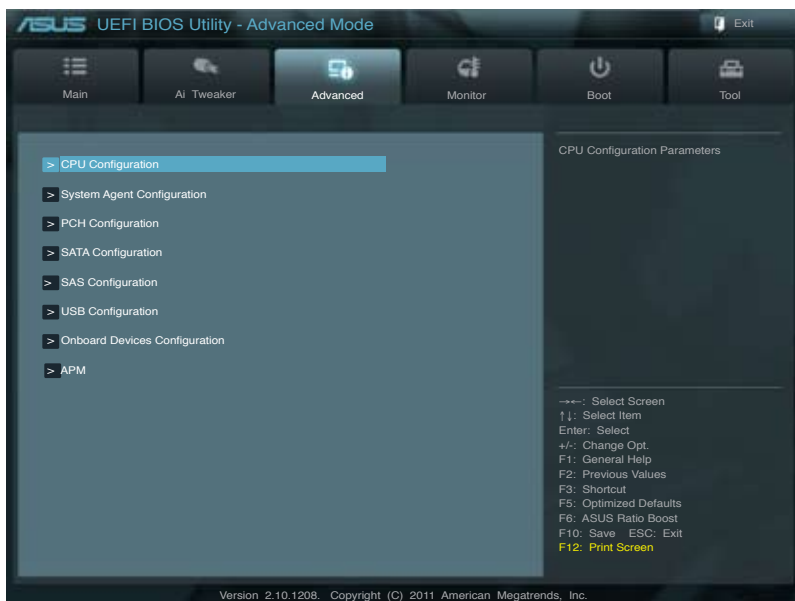 ASUS UEFI BIOS Utility - Advanced Mode
Exit
Main
Ai Tweaker
Advanced
Monitor
Boot
Tool
> CPU Configuration
> System Agent Configuration
> PCH Configuration
> SATA Configuration
> SAS Configuration
> USB Configuration
> Onboard Devices Configuration
> APM
CPU Configuration Parameters
→←: Select Screen
↑↓: Select Item
Enter: Select
+/-: Change Opt.
F1: General Help
F2: Previous Values
F3: Shortcut
F5: Optimized Defaults
F6: ASUS Ratio Boost
F10: Save ESC: Exit
F12: Print Screen
Version 2.10.1208. Copyright (C) 2011 American Megatrends, Inc.